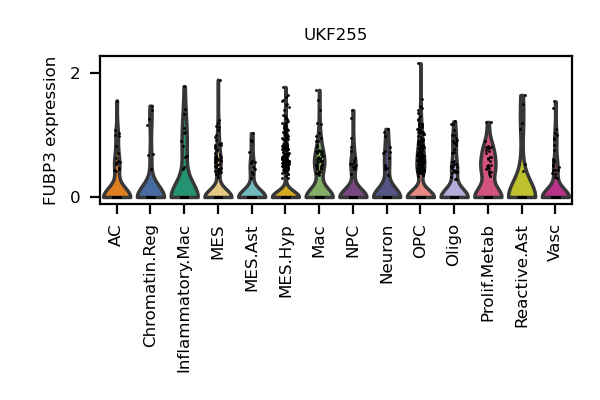 UKF255
FUBP3 expression
2
0
AC
Chromatin.Reg
Inflammatory.Mac
MES
MES.Ast
MES.Hyp
Mac
NPC
Neuron
OPC
Oligo
Prolif.Metab
Reactive.Ast
Vasc